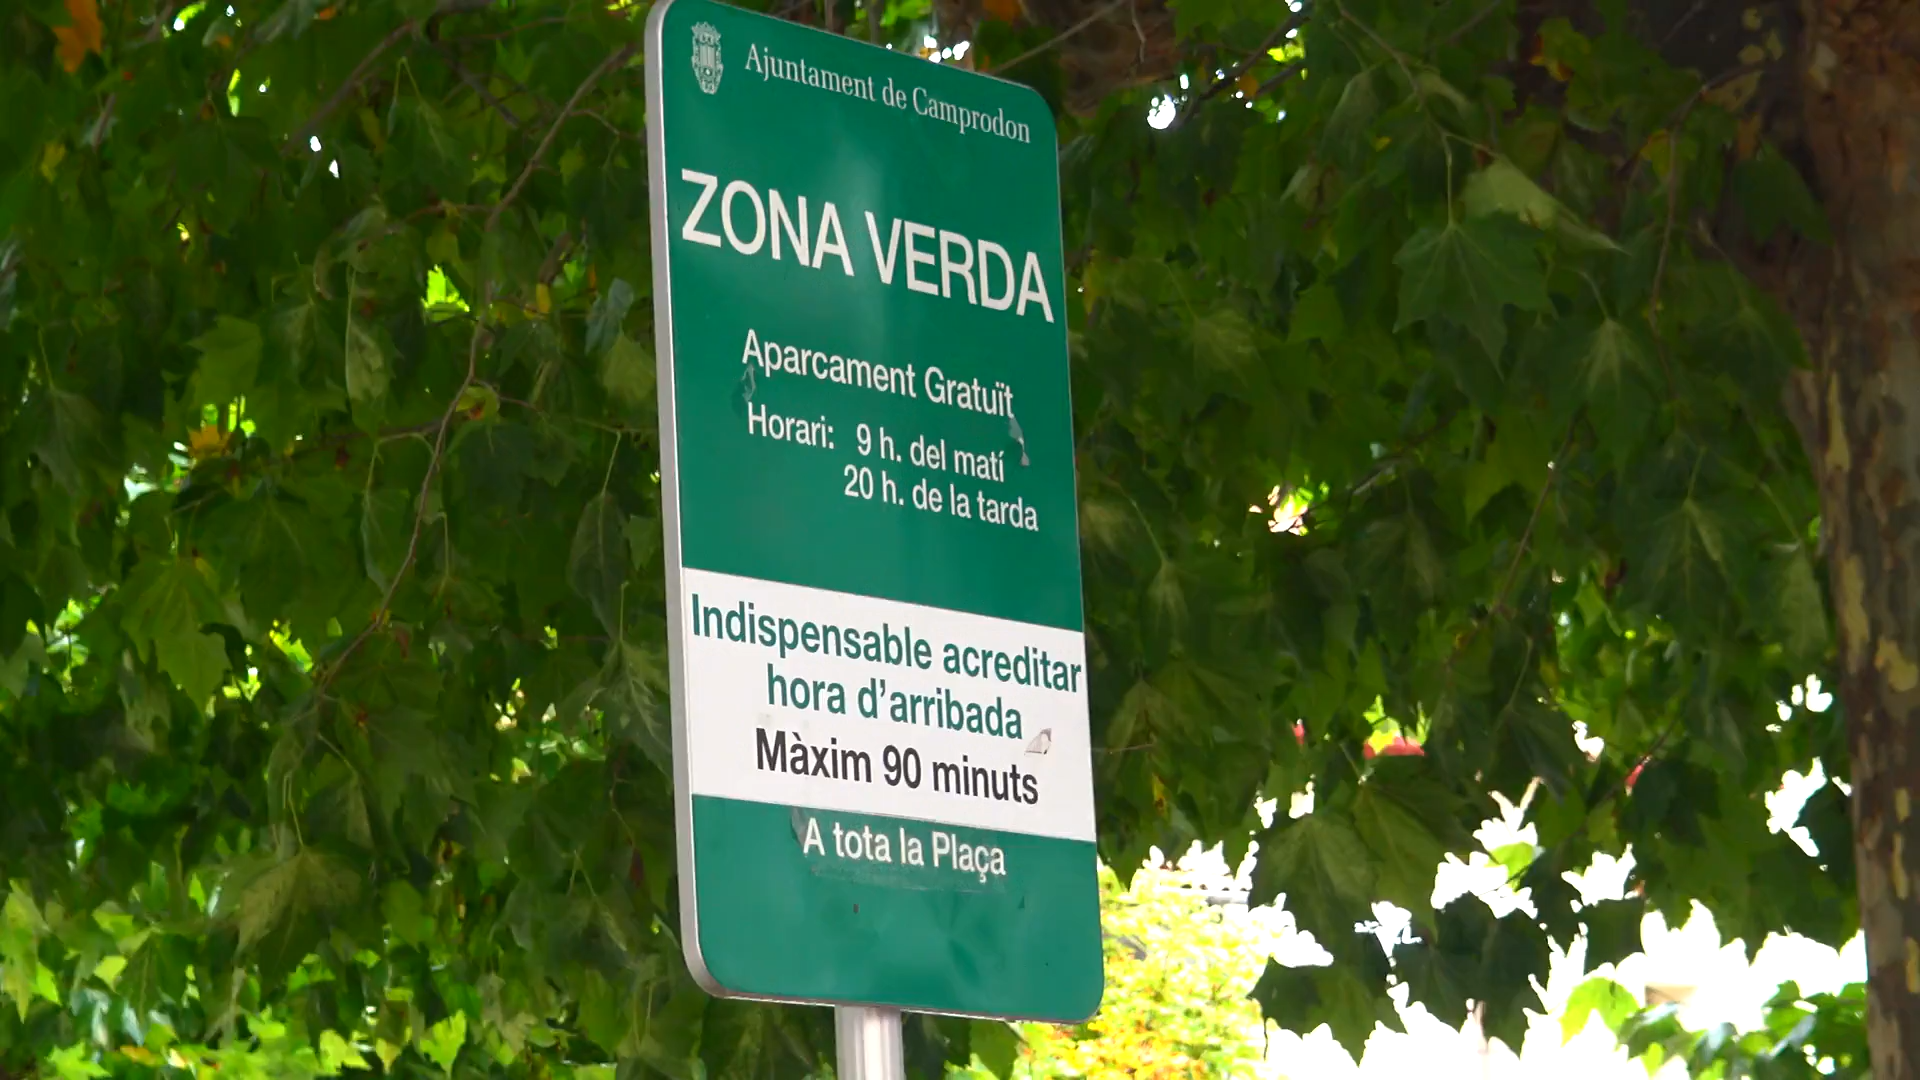 Ajuntament de Camprodon
ZONA VERDA
Aparcament Gratuït
Horari: 9 h. del matí
20 h. de la tarda
Indispensable acreditar
hora d'arribada
Màxim 90 minuts
A tota la Plaça